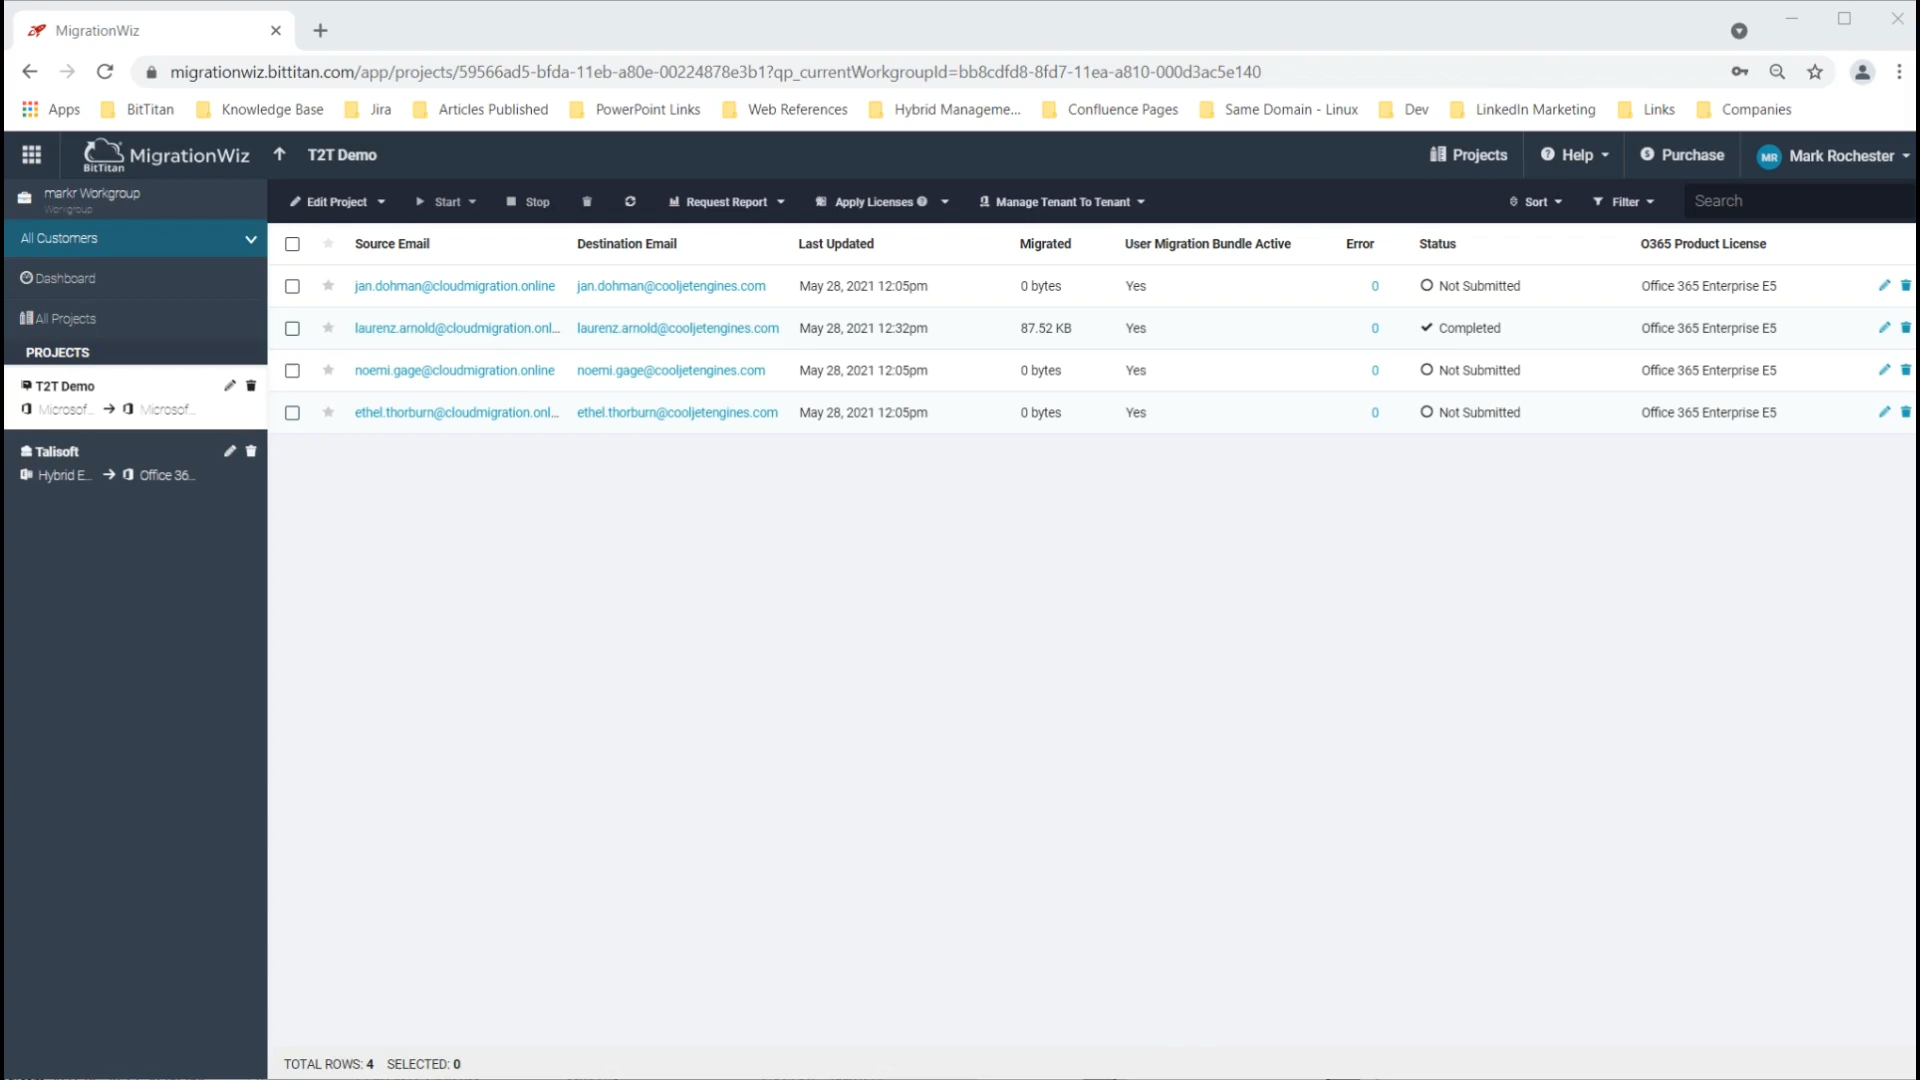 MigrationWiz
migrationwiz.bittitan.com/app/projects/59566ad5-bfda-11eb-a80e-00224878e3b1?qp_currentWorkgroupId=bb8cdfd8-8fd7-11ea-a810-000d3ac5e140
Apps BitTitan Knowledge Base Jira Articles Published PowerPoint Links Web References Hybrid Manageme... Confluence Pages Same Domain - Linux Dev LinkedIn Marketing Links Companies
BitTitan MigrationWiz T2T Demo Projects Help Purchase MR Mark Rochester
markr Workgroup
Workgroup
Edit Project Start Stop Request Report Apply Licenses Manage Tenant To Tenant Sort Filter Search
All Customers
Dashboard
All Projects
PROJECTS
T2T Demo
Microsof... Microsof...
Talisoft
Hybrid E... Office 36...
Source Email Destination Email Last Updated Migrated User Migration Bundle Active Error Status O365 Product License
jan.dohman@cloudmigration.online jan.dohman@cooljetengines.com May 28, 2021 12:05pm 0 bytes Yes 0 Not Submitted Office 365 Enterprise E5
laurenz.arnold@cloudmigration.onl... laurenz.arnold@cooljetengines.com May 28, 2021 12:32pm 87.52 KB Yes 0 Completed Office 365 Enterprise E5
noemi.gage@cloudmigration.online noemi.gage@cooljetengines.com May 28, 2021 12:05pm 0 bytes Yes 0 Not Submitted Office 365 Enterprise E5
ethel.thorburn@cloudmigration.onl... ethel.thorburn@cooljetengines.com May 28, 2021 12:05pm 0 bytes Yes 0 Not Submitted Office 365 Enterprise E5
TOTAL ROWS: 4 SELECTED: 0